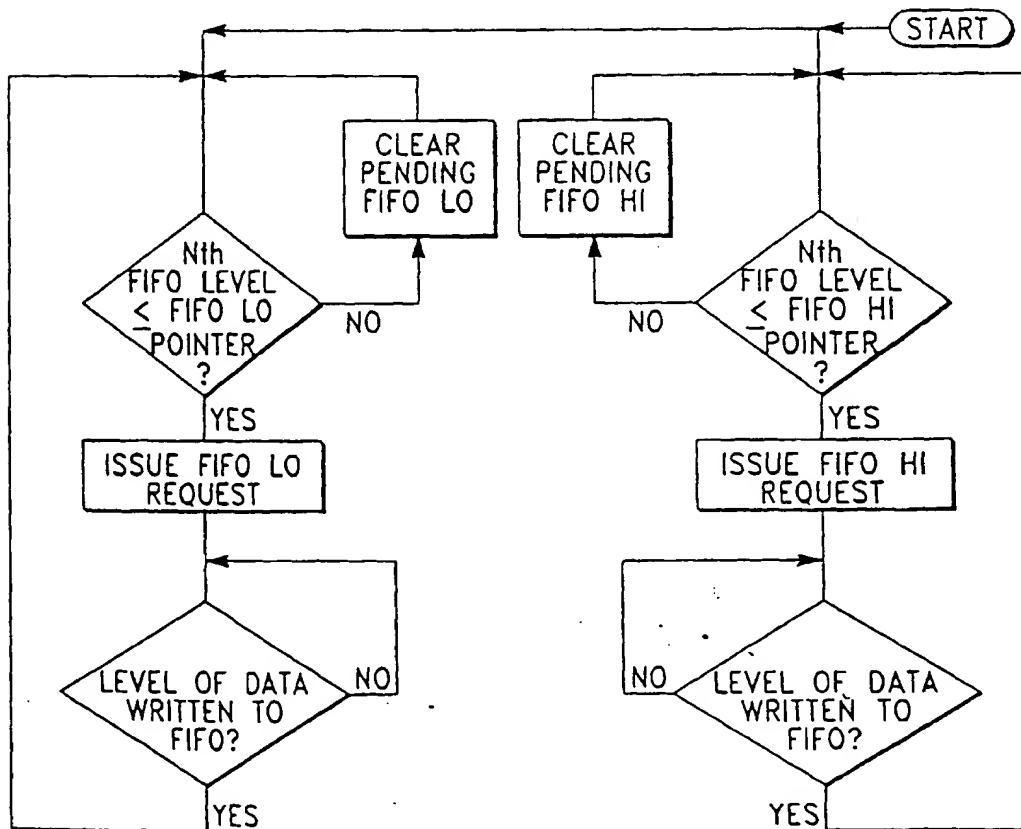 START
CLEAR
PENDING
FIFO LO
CLEAR
PENDING
FIFO HI
Nth
FIFO LEVEL
≤ FIFO LO
POINTER
?
NO
YES
Nth
FIFO LEVEL
≤ FIFO HI
POINTER
?
NO
YES
ISSUE FIFO LO
REQUEST
ISSUE FIFO HI
REQUEST
LEVEL OF DATA
WRITTEN TO
FIFO?
NO
YES
LEVEL OF DATA
WRITTEN TO
FIFO?
NO
YES